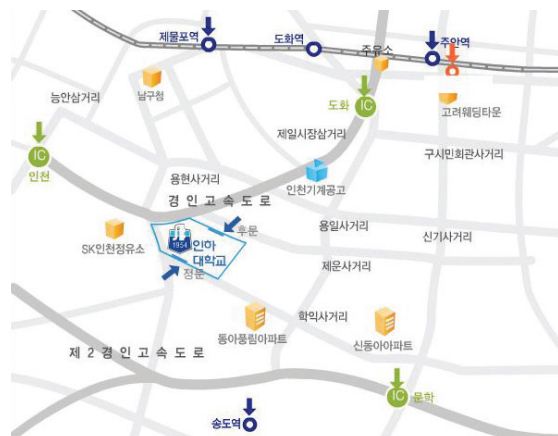 제물포역
도화역
주유소
주안역
능안삼거리
남구청
도화
IC
고려웨딩타운
제일시장삼거리
IC
인천
구시민회관사거리
용현사거리
인천기계공고
경인고속도로
SK인천정유소
1954
인하
대학교
후문
정문
용일사거리
신기사거리
제운사거리
학익사거리
동아풍림아파트
신동아아파트
제2경인고속도로
IC
문학
송도역